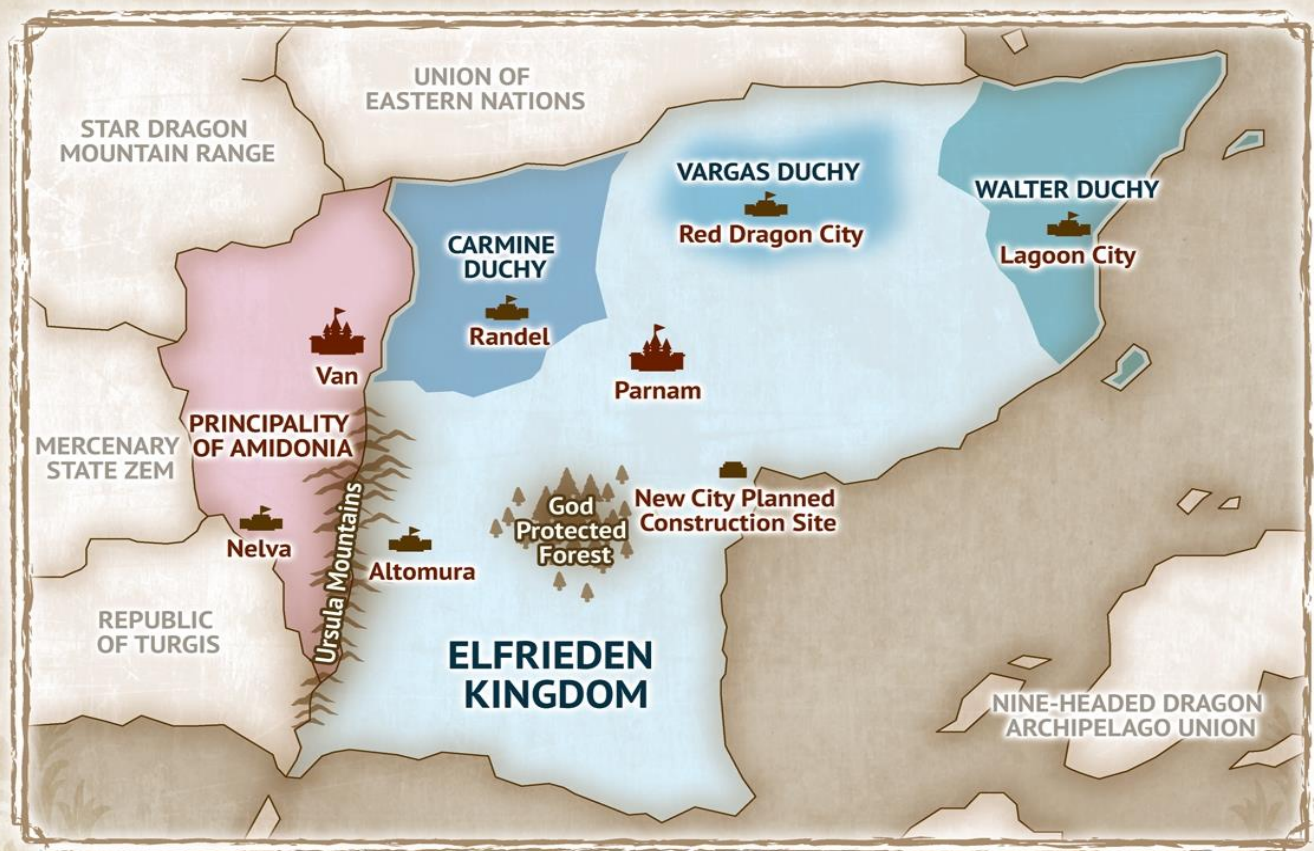 UNION OF
EASTERN NATIONS
STAR DRAGON
MOUNTAIN RANGE
VARGAS DUCHY
Red Dragon City
WALTER DUCHY
Lagoon City
CARMINE
DUCHY
Randel
Van
Parnam
PRINCIPALITY
OF AMIDONIA
MERCENARY
STATE ZEM
God
Protected
Forest
New City Planned
Construction Site
Nelva
Ursula Mountains
Altomura
REPUBLIC
OF TURGIS
ELFRIEDEN
KINGDOM
NINE-HEADED DRAGON
ARCHIPELAGO UNION